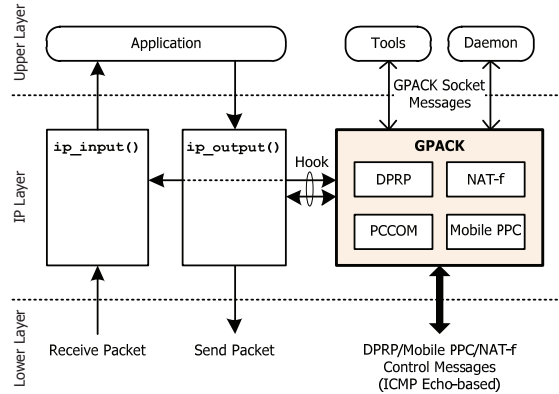 Upper Layer
Application
Tools
Daemon
GPACK Socket
Messages
IP Layer
ip_input()
ip_output()
Hook
GPACK
DPRP
NAT-f
PCCOM
Mobile PPC
Lower Layer
Receive Packet
Send Packet
DPRP/Mobile PPC/NAT-f
Control Messages
(ICMP Echo-based)